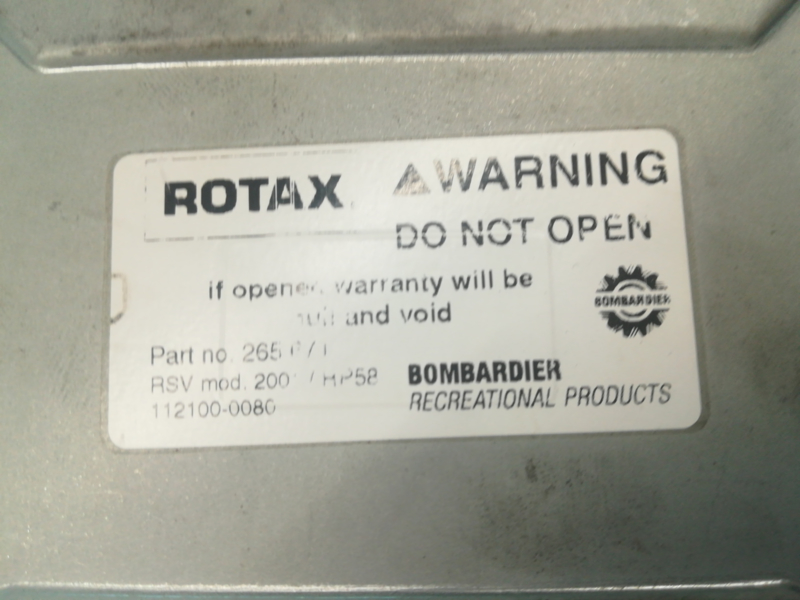 ROTAX
WARNING
DO NOT OPEN
if opened warranty will be
null and void
BOMBARDIER
Part no.
RSV mod.
112100-0080
BOMBARDIER
RECREATIONAL PRODUCTS